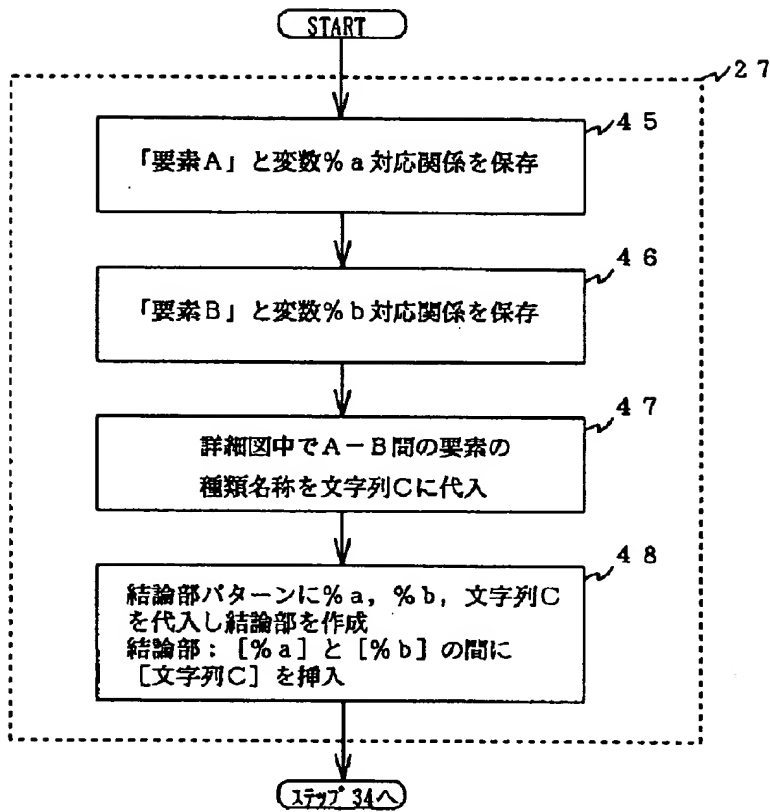 START
27
45
「要素A」と変数%a対応関係を保存
46
「要素B」と変数%b対応関係を保存
47
詳細図中でA-B間の要素の
種類名称を文字列Cに代入
48
結論部パターンに%a，%b，文字列C
を代入し結論部を作成
結論部：［%a］と［%b］の間に
［文字列C］を挿入
ステップ34へ